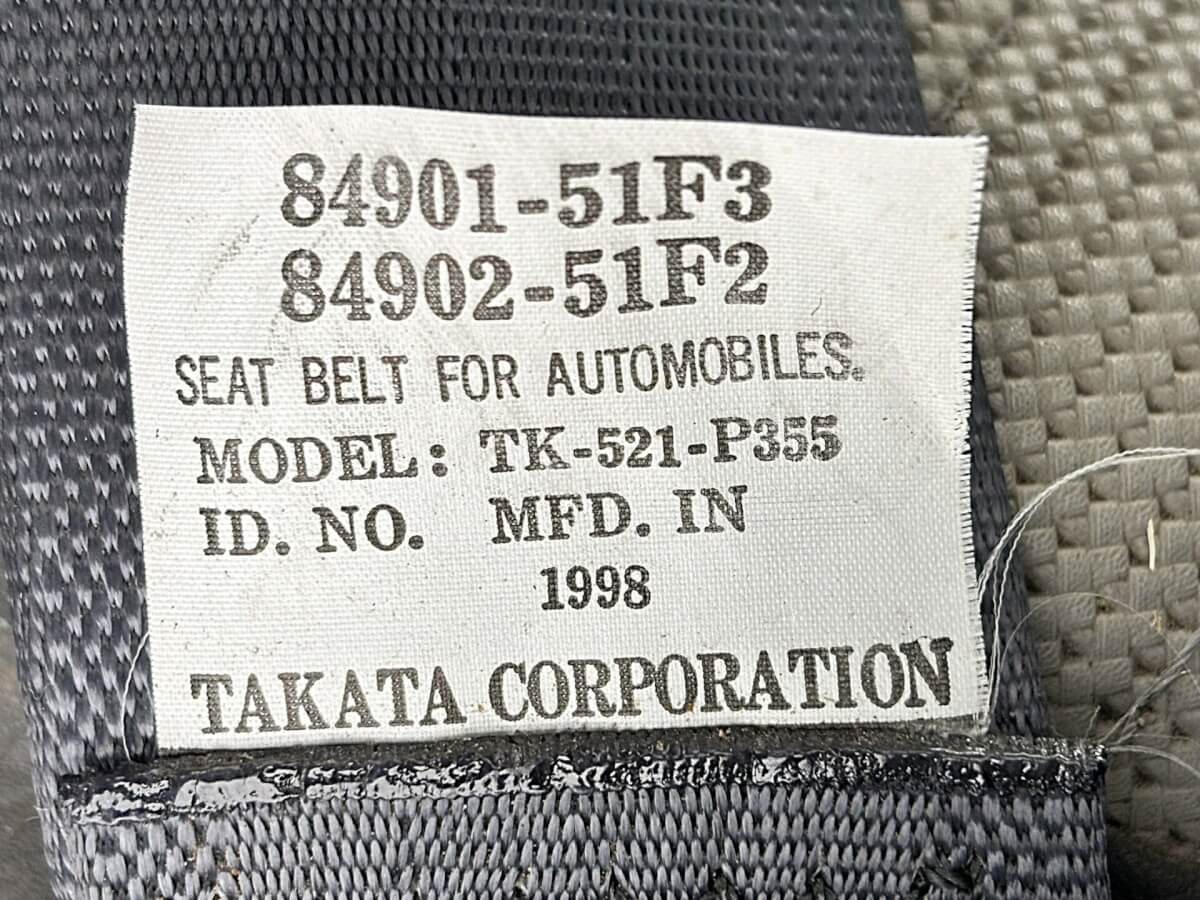 84901-51F3
84902-51F2
SEAT BELT FOR AUTOMOBILES.
MODEL: TK-521-P355
ID. NO. MFD. IN
1998
TAKATA CORPORATION